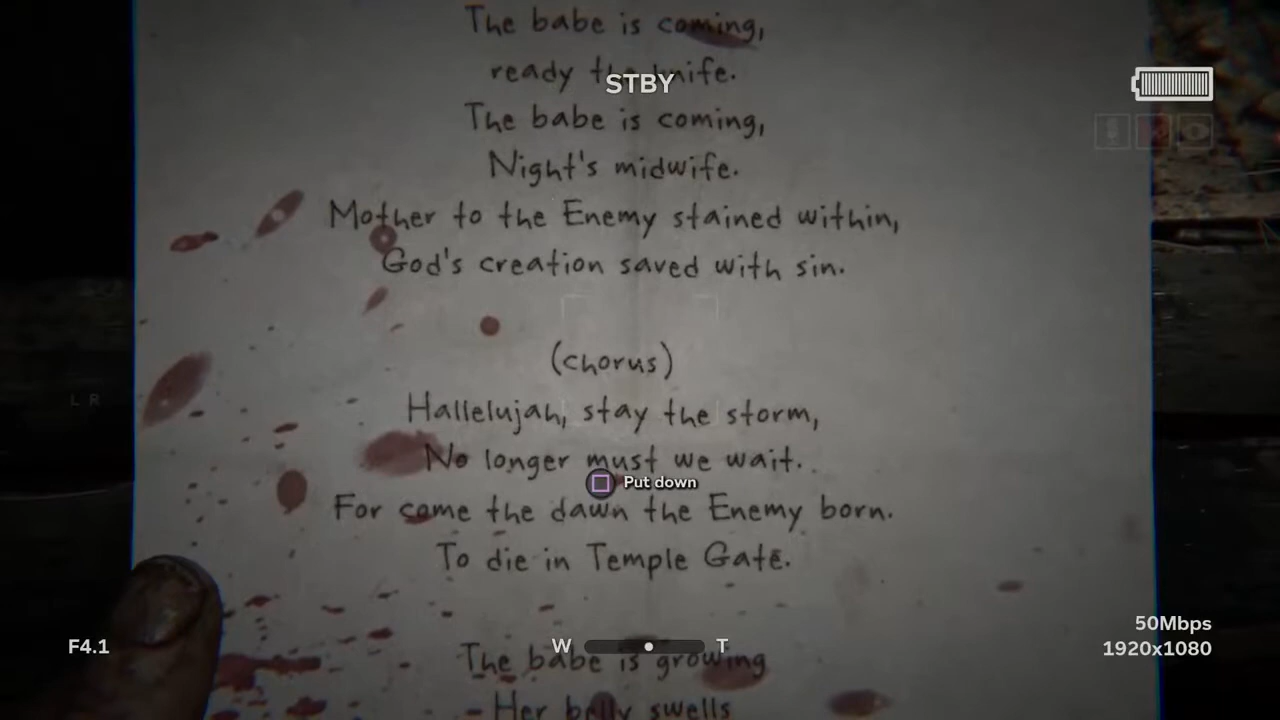 The babe is coming,
ready the knife.
STBY
The babe is coming,
Night's midwife.
Mother to the Enemy stained within,
God's creation saved with sin.
(chorus)
Hallelujah, stay the storm,
L R
No longer must we wait.
Put down
For come the dawn the Enemy born.
To die in Temple Gate.
50Mbps
F4.1
W T
1920x1080
The babe is growing
Her belly swells